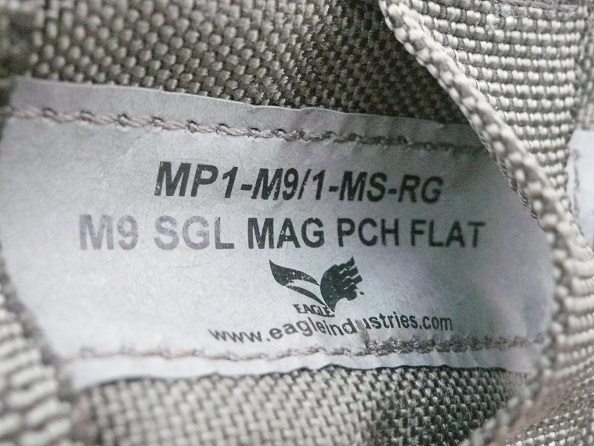 MP1-M9/1-MS-RG
M9 SGL MAG PCH FLAT
EAGLE
www.eagleindustries.com